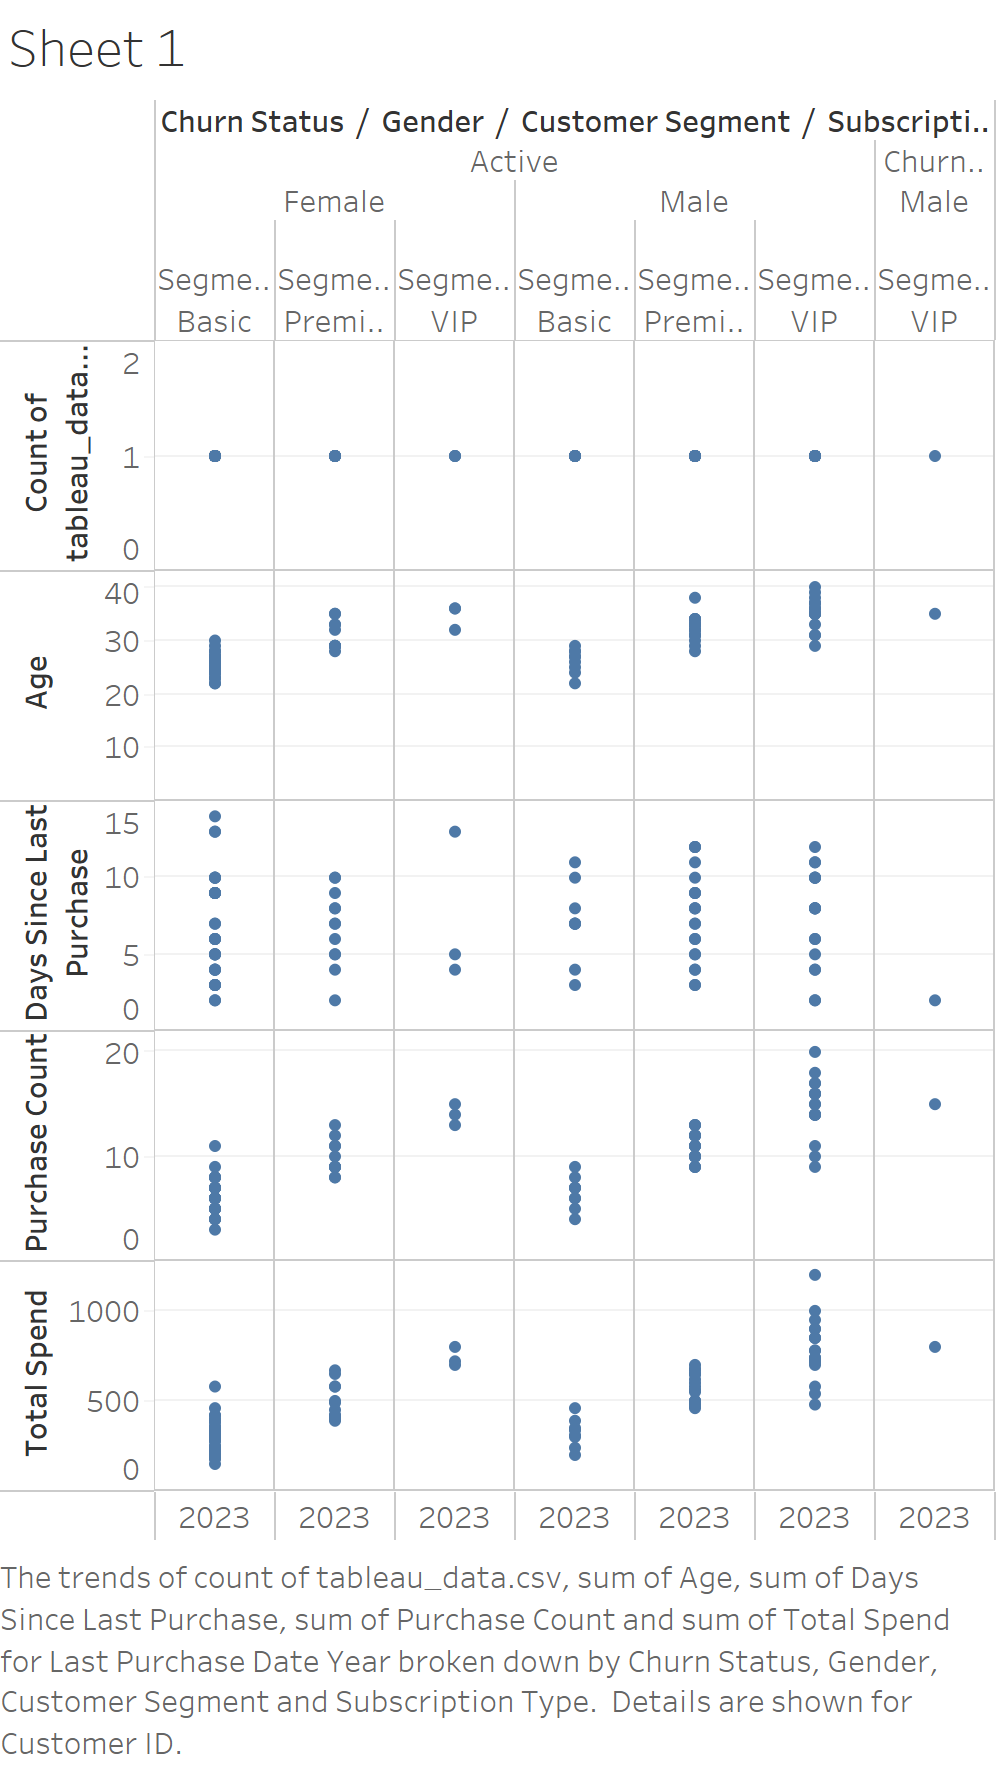 Sheet 1
Churn Status / Gender / Customer Segment / Subscripti..
Active Churn..
Female Male Male
Segme.. Segme.. Segme.. Segme.. Segme.. Segme.. Segme..
Basic Premi.. VIP Basic Premi.. VIP VIP
Count of
tableau_data...
2
1
0
Age
40
30
20
10
Days Since Last
Purchase
15
10
5
0
Purchase Count
20
10
0
Total Spend
1000
500
0
2023 2023 2023 2023 2023 2023 2023
The trends of count of tableau_data.csv, sum of Age, sum of Days
Since Last Purchase, sum of Purchase Count and sum of Total Spend
for Last Purchase Date Year broken down by Churn Status, Gender,
Customer Segment and Subscription Type. Details are shown for
Customer ID.